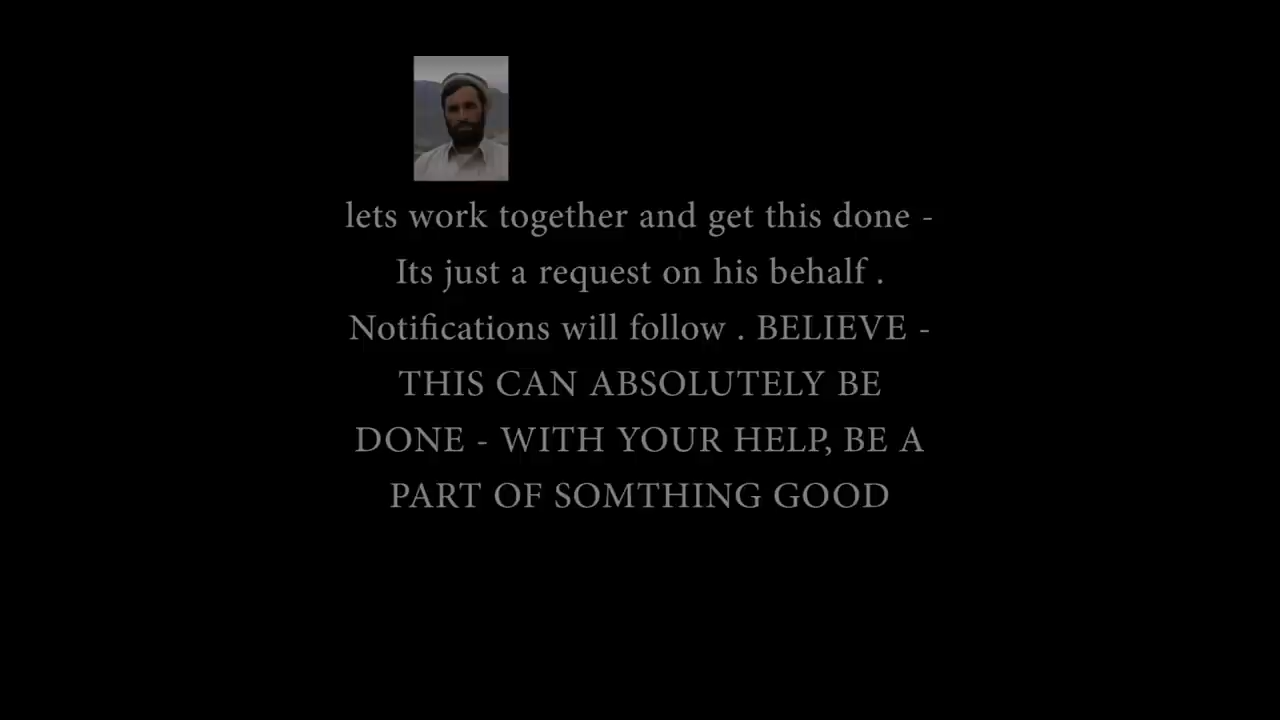 lets work together and get this done -
Its just a request on his behalf .
Notifications will follow . BELIEVE -
THIS CAN ABSOLUTELY BE
DONE - WITH YOUR HELP, BE A
PART OF SOMTHING GOOD